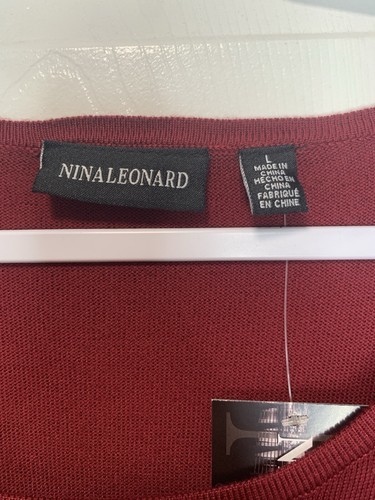 NINALEONARD
L
MADE IN
CHINA
HECHO EN
CHINA
FABRIQUÉ
EN CHINE